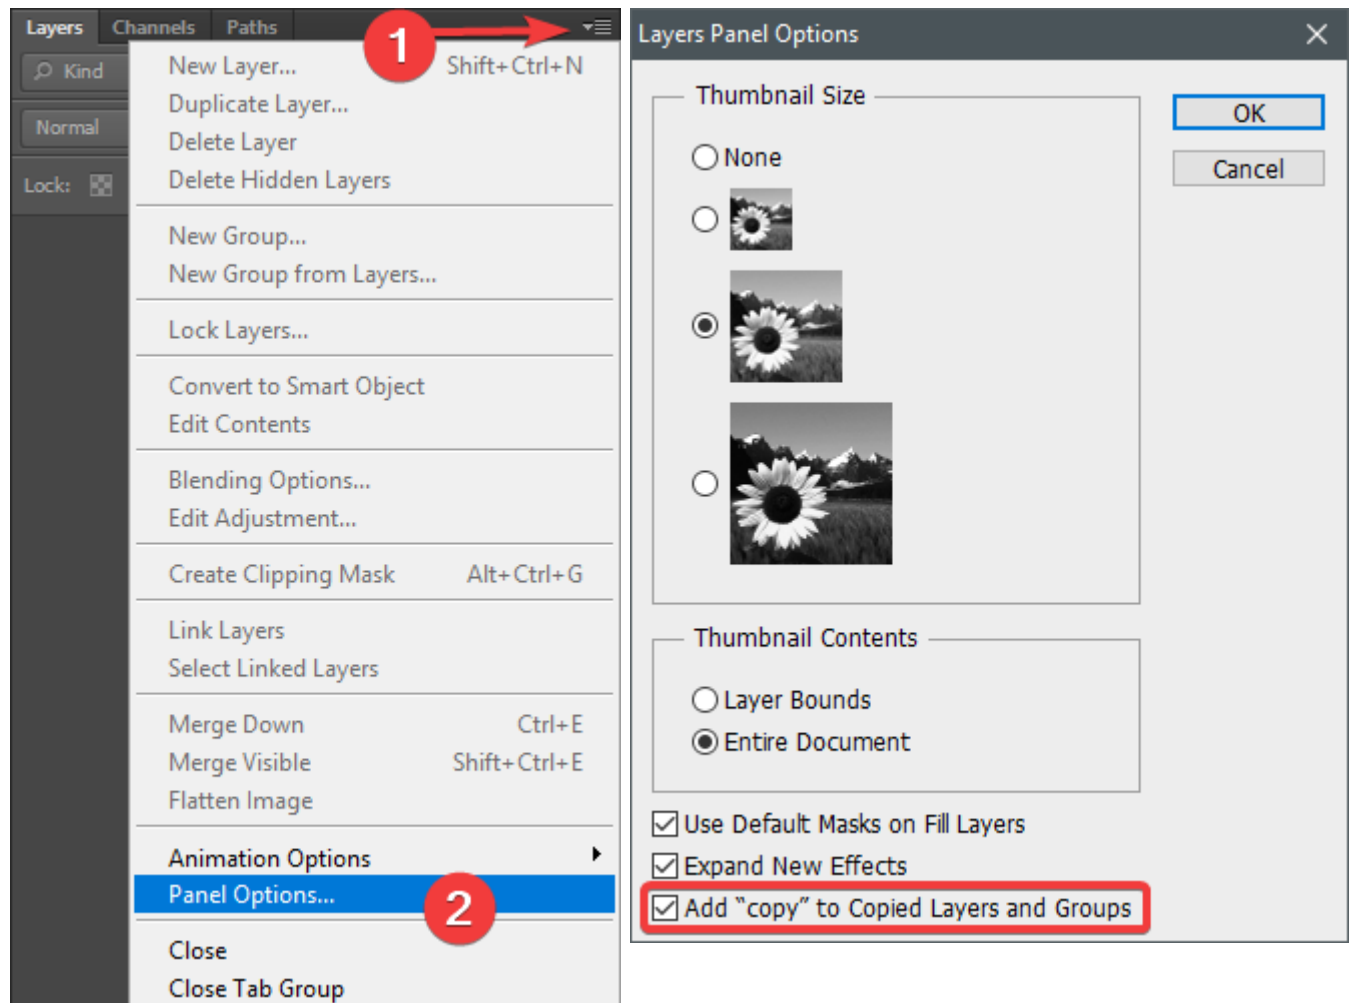 Layers Channels Paths
1
Kind
Normal
Lock:
New Layer... Shift+Ctrl+N
Duplicate Layer...
Delete Layer
Delete Hidden Layers
New Group...
New Group from Layers...
Lock Layers...
Convert to Smart Object
Edit Contents
Blending Options...
Edit Adjustment...
Create Clipping Mask Alt+Ctrl+G
Link Layers
Select Linked Layers
Merge Down Ctrl+E
Merge Visible Shift+Ctrl+E
Flatten Image
Animation Options
Panel Options...
2
Close
Close Tab Group
Layers Panel Options
Thumbnail Size
OK
Cancel
None
Thumbnail Contents
Layer Bounds
Entire Document
Use Default Masks on Fill Layers
Expand New Effects
Add “copy” to Copied Layers and Groups